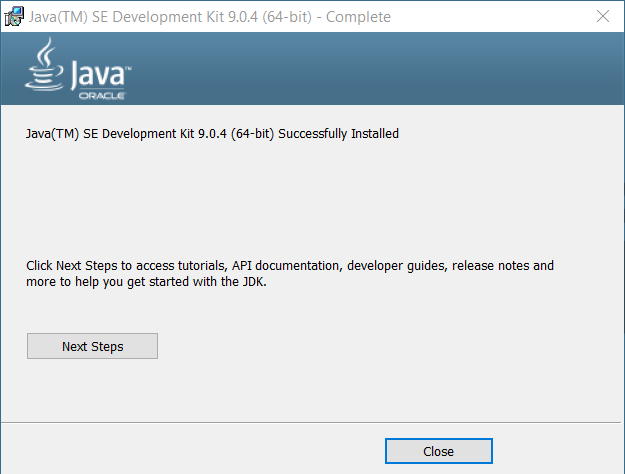 Java(TM) SE Development Kit 9.0.4 (64-bit) - Complete
Java™
ORACLE
Java(TM) SE Development Kit 9.0.4 (64-bit) Successfully Installed
Click Next Steps to access tutorials, API documentation, developer guides, release notes and
more to help you get started with the JDK.
Next Steps
Close